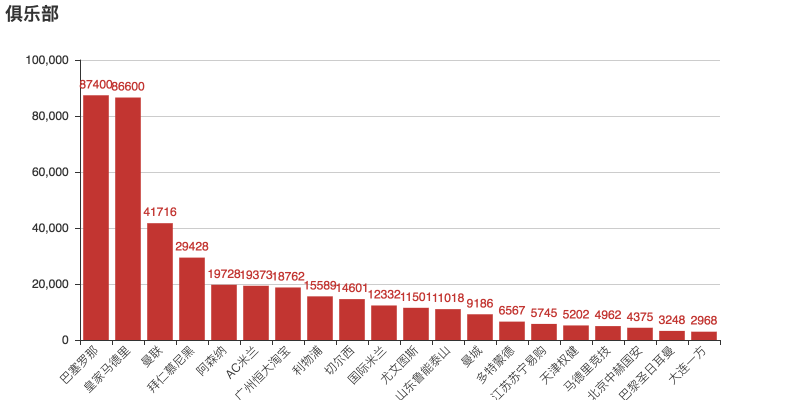 俱乐部
100,000
80,000
60,000
40,000
20,000
0
87400
86600
41716
29428
19728
19373
18762
15589
14601
12332
11501
11018
9186
6567
5745
5202
4962
4375
3248
2968
巴塞罗那
皇家马德里
曼联
拜仁慕尼黑
阿森纳
AC米兰
广州恒大淘宝
利物浦
切尔西
国际米兰
尤文图斯
山东鲁能泰山
曼城
多特蒙德
江苏苏宁易购
天津权健
马德里竞技
北京中赫国安
巴黎圣日耳曼
大连一方